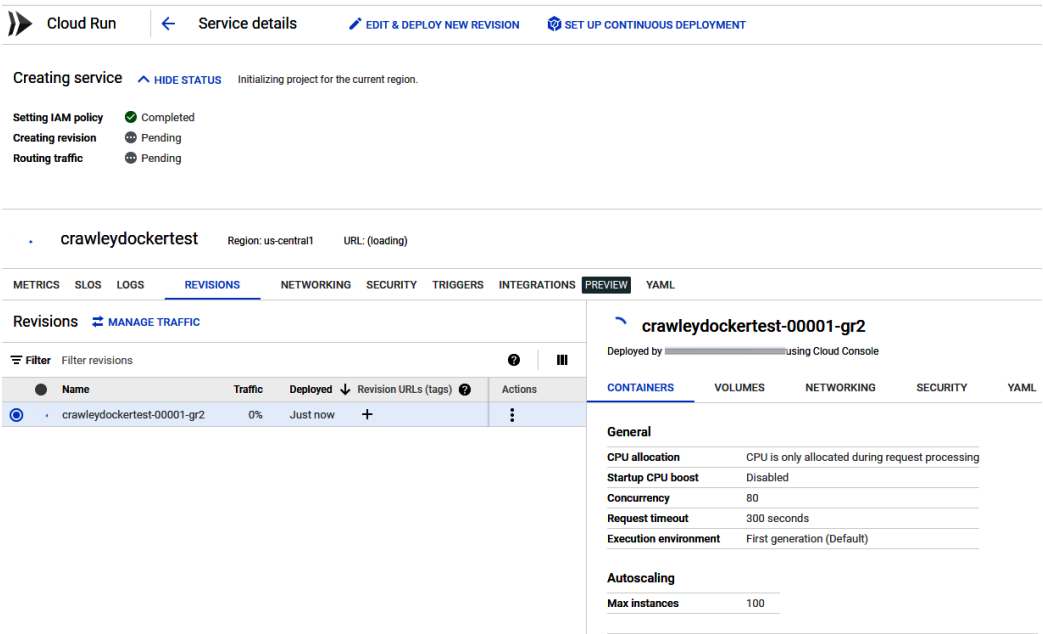 Cloud Run
Service details
EDIT & DEPLOY NEW REVISION
SET UP CONTINUOUS DEPLOYMENT
Creating service
HIDE STATUS
Initializing project for the current region.
Setting IAM policy Completed
Creating revision Pending
Routing traffic Pending
crawleydockertest
Region: us-central1
URL: (loading)
METRICS SLOS LOGS REVISIONS NETWORKING SECURITY TRIGGERS INTEGRATIONS PREVIEW YAML
Revisions MANAGE TRAFFIC
Filter Filter revisions
Name Traffic Deployed Revision URLs (tags) Actions
crawleydockertest-00001-gr2 0% Just now
crawleydockertest-00001-gr2
Deployed by using Cloud Console
CONTAINERS VOLUMES NETWORKING SECURITY YAML
General
CPU allocation CPU is only allocated during request processing
Startup CPU boost Disabled
Concurrency 80
Request timeout 300 seconds
Execution environment First generation (Default)
Autoscaling
Max instances 100